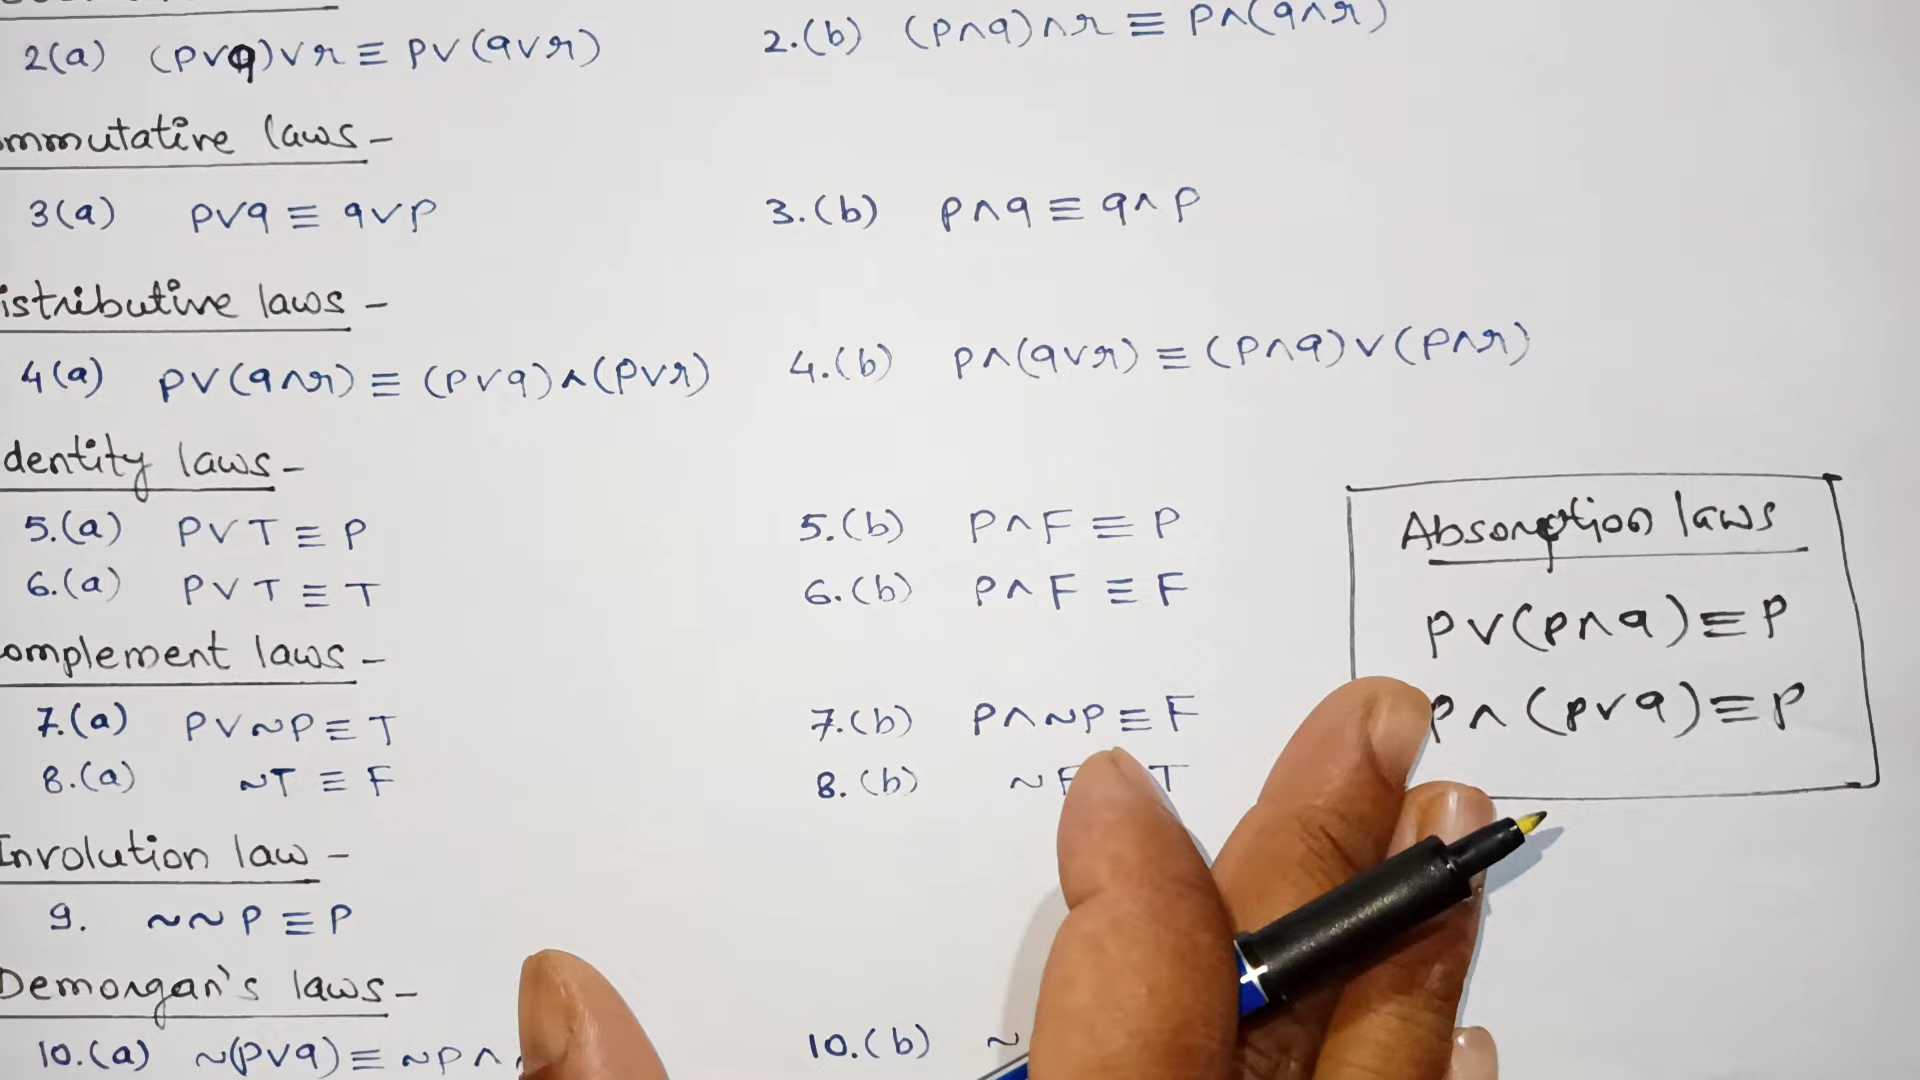 2(a) (p∨q)∨r ≡ p∨(q∨r) 2.(b) (p∧q)∧r ≡ p∧(q∧r)
mmutative laws -
3(a) p∨q ≡ q∨p 3.(b) p∧q ≡ q∧p
istributive laws -
4(a) p∨(q∧r) ≡ (p∨q)∧(p∨r) 4.(b) p∧(q∨r) ≡ (p∧q)∨(p∧r)
dentity laws -
5.(a) P∨T ≡ P 5.(b) P∧F ≡ P
6.(a) P∨T ≡ T 6.(b) P∧F ≡ F
omplement laws -
7.(a) P∨~P ≡ T 7.(b) P∧~P ≡ F
8.(a) ~T ≡ F 8.(b) ~F T
Involution law -
9. ~~P ≡ P
Demorgan's laws -
10.(a) ~(p∨q) ≡ ~p∧ 10.(b) ~
Absorption laws
p∨(p∧q) ≡ p
p∧(p∨q) ≡ p